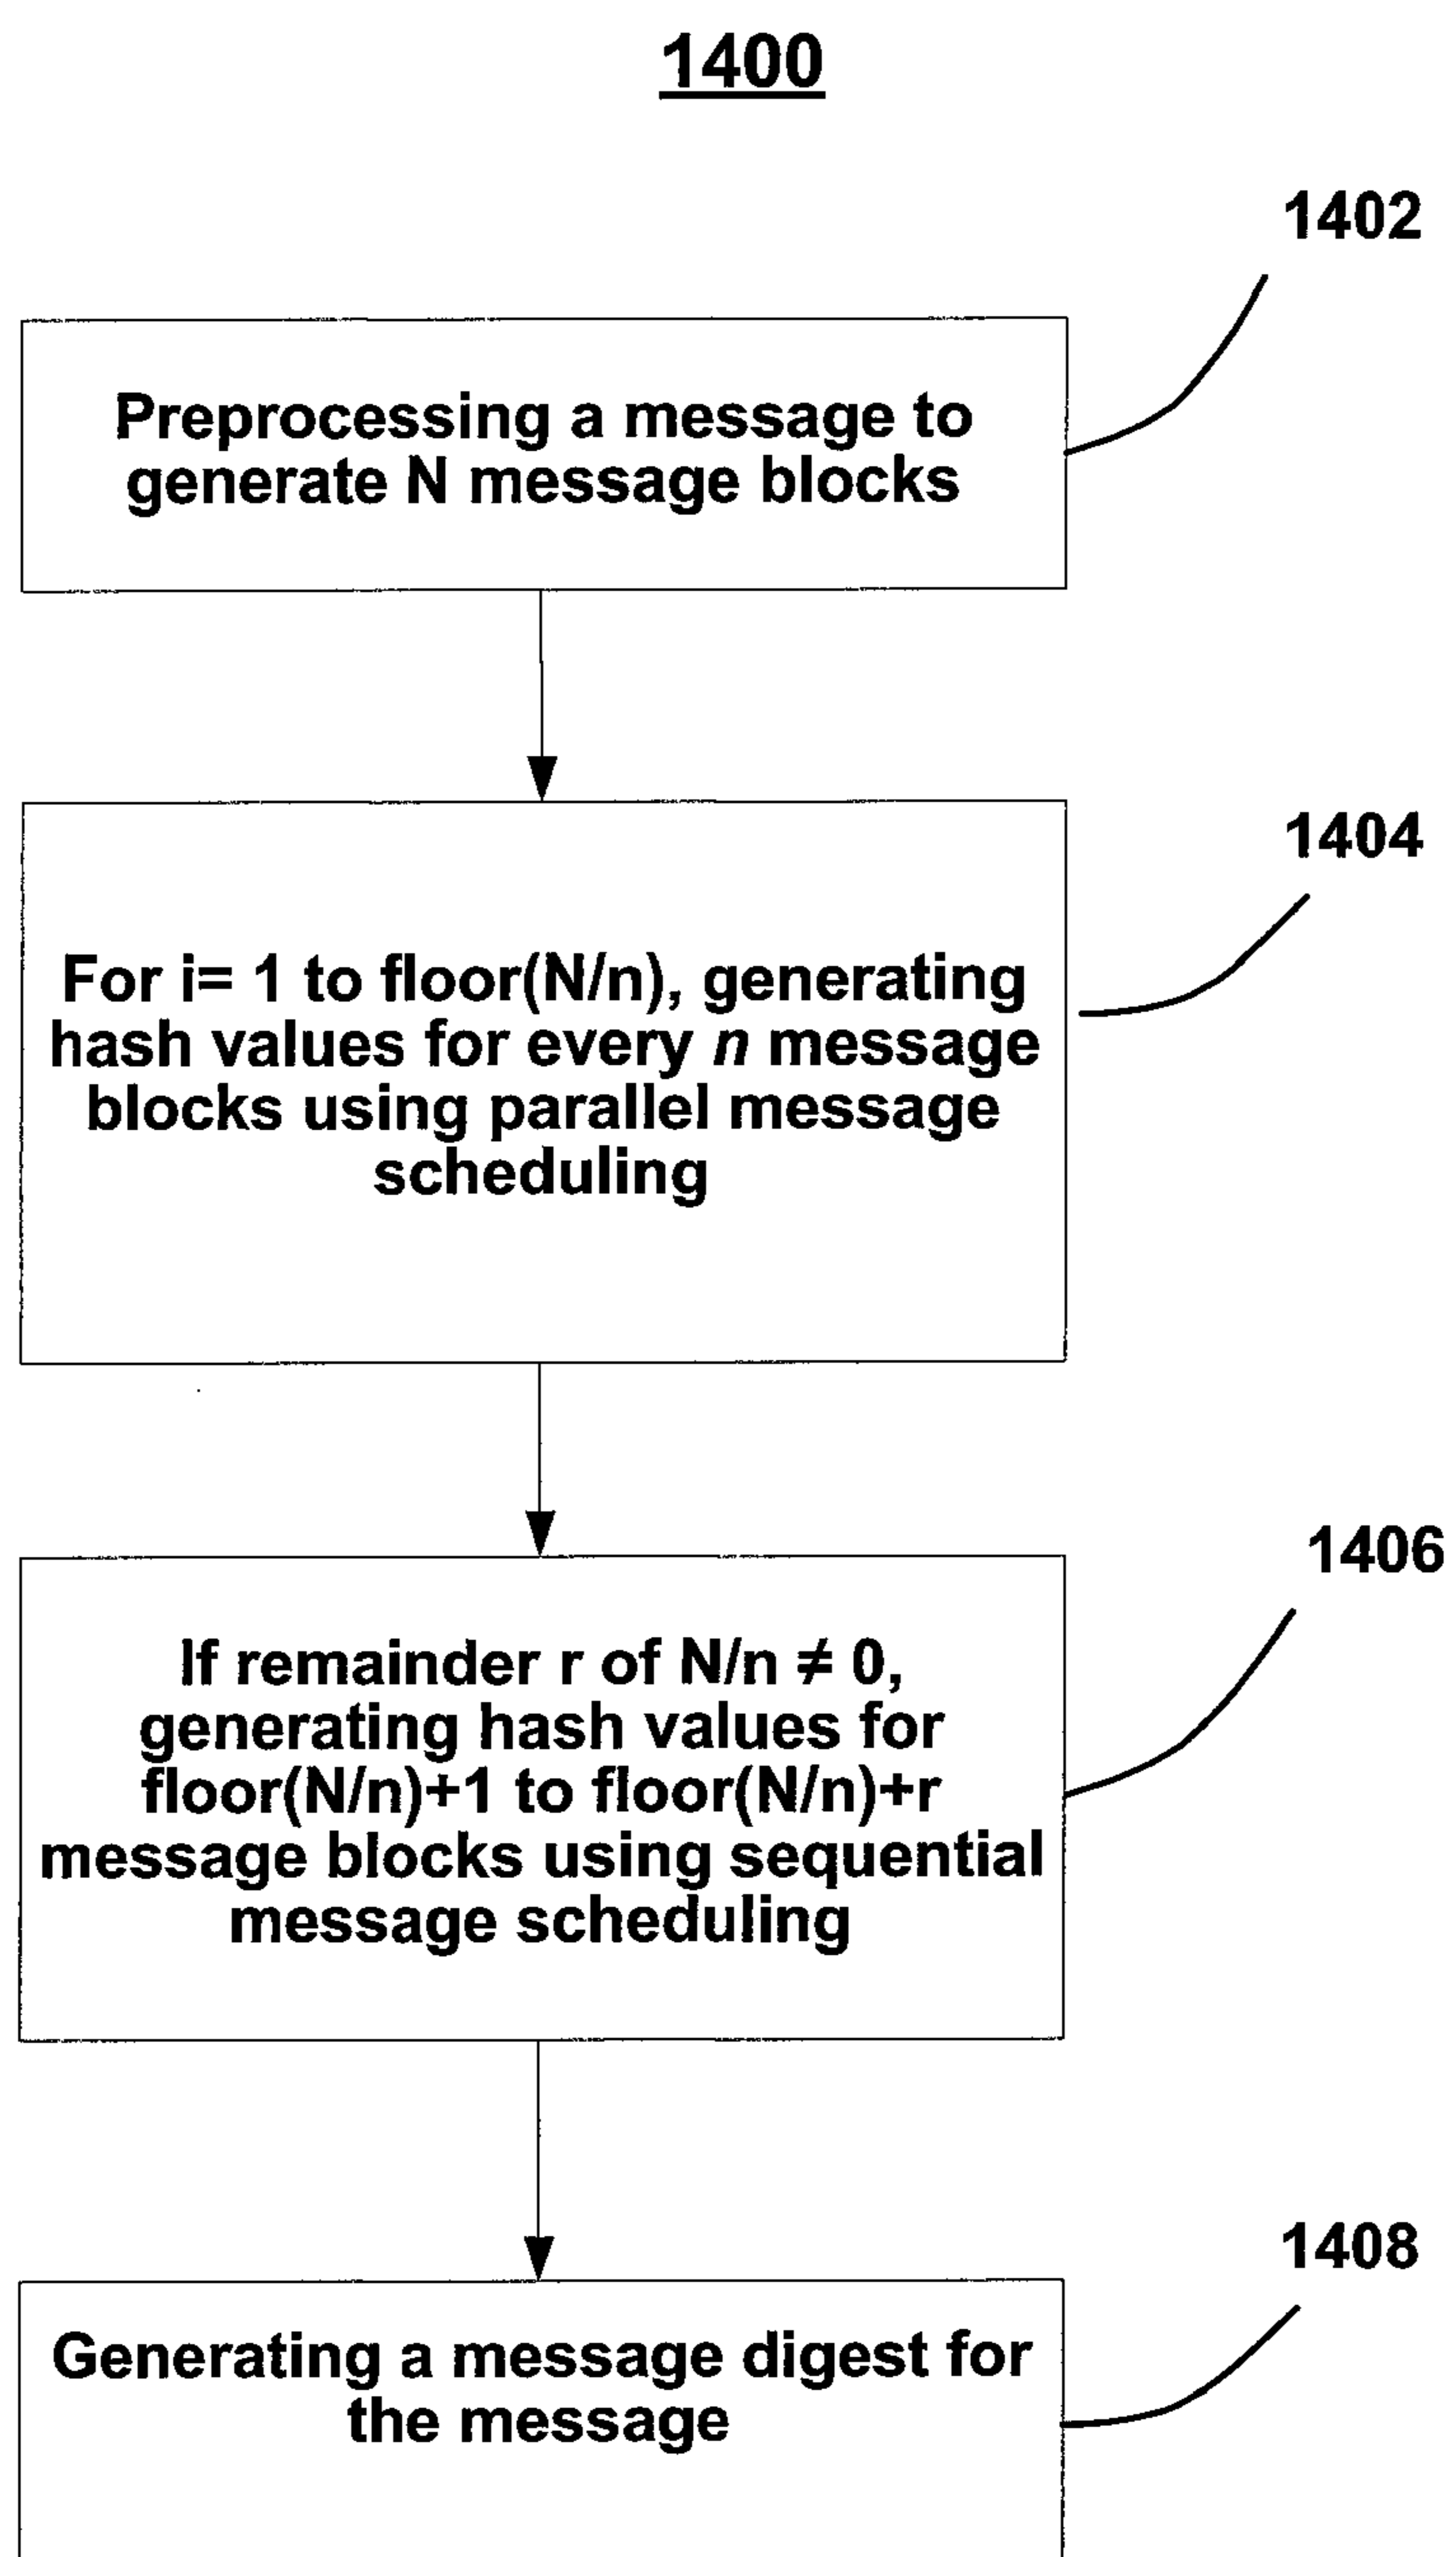 1400
1402
Preprocessing a message to
generate N message blocks
1404
For i= 1 to floor(N/n), generating
hash values for every n message
blocks using parallel message
scheduling
1406
If remainder r of N/n ≠ 0,
generating hash values for
floor(N/n)+1 to floor(N/n)+r
message blocks using sequential
message scheduling
1408
Generating a message digest for
the message